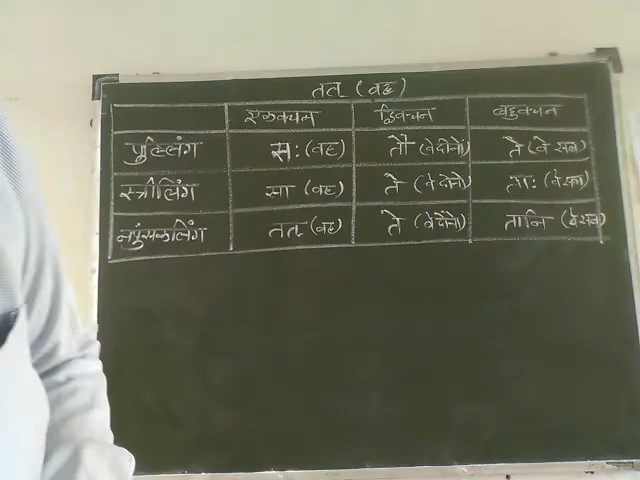 तत् (वह)
एकवचन द्विवचन बहुवचन
पुल्लिंग सः (वह) तौ (वे दोनों) ते (वे सब)
स्त्रीलिंग सा (वह) ते (वे दोनों) ताः (वे सब)
नपुंसकलिंग तत् (वह) ते (वे दोनों) तानि (वे सब)